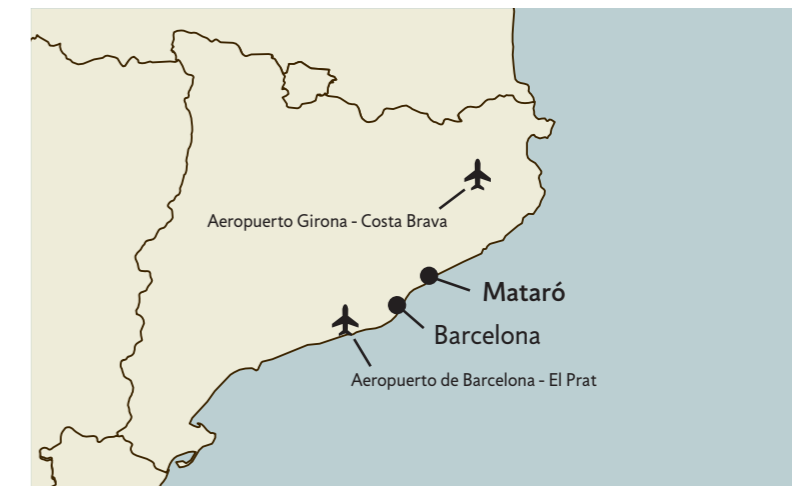 Aeropuerto Girona - Costa Brava
Mataró
Barcelona
Aeropuerto de Barcelona - El Prat